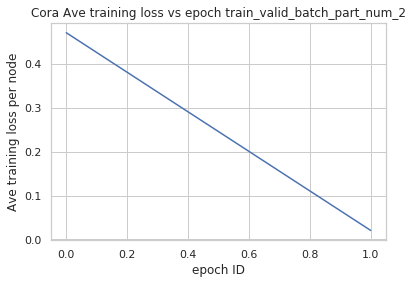 Cora Ave training loss vs epoch train_valid_batch_part_num_2
Ave training loss per node
0.4
0.3
0.2
0.1
0.0
0.0 0.2 0.4 0.6 0.8 1.0
epoch ID